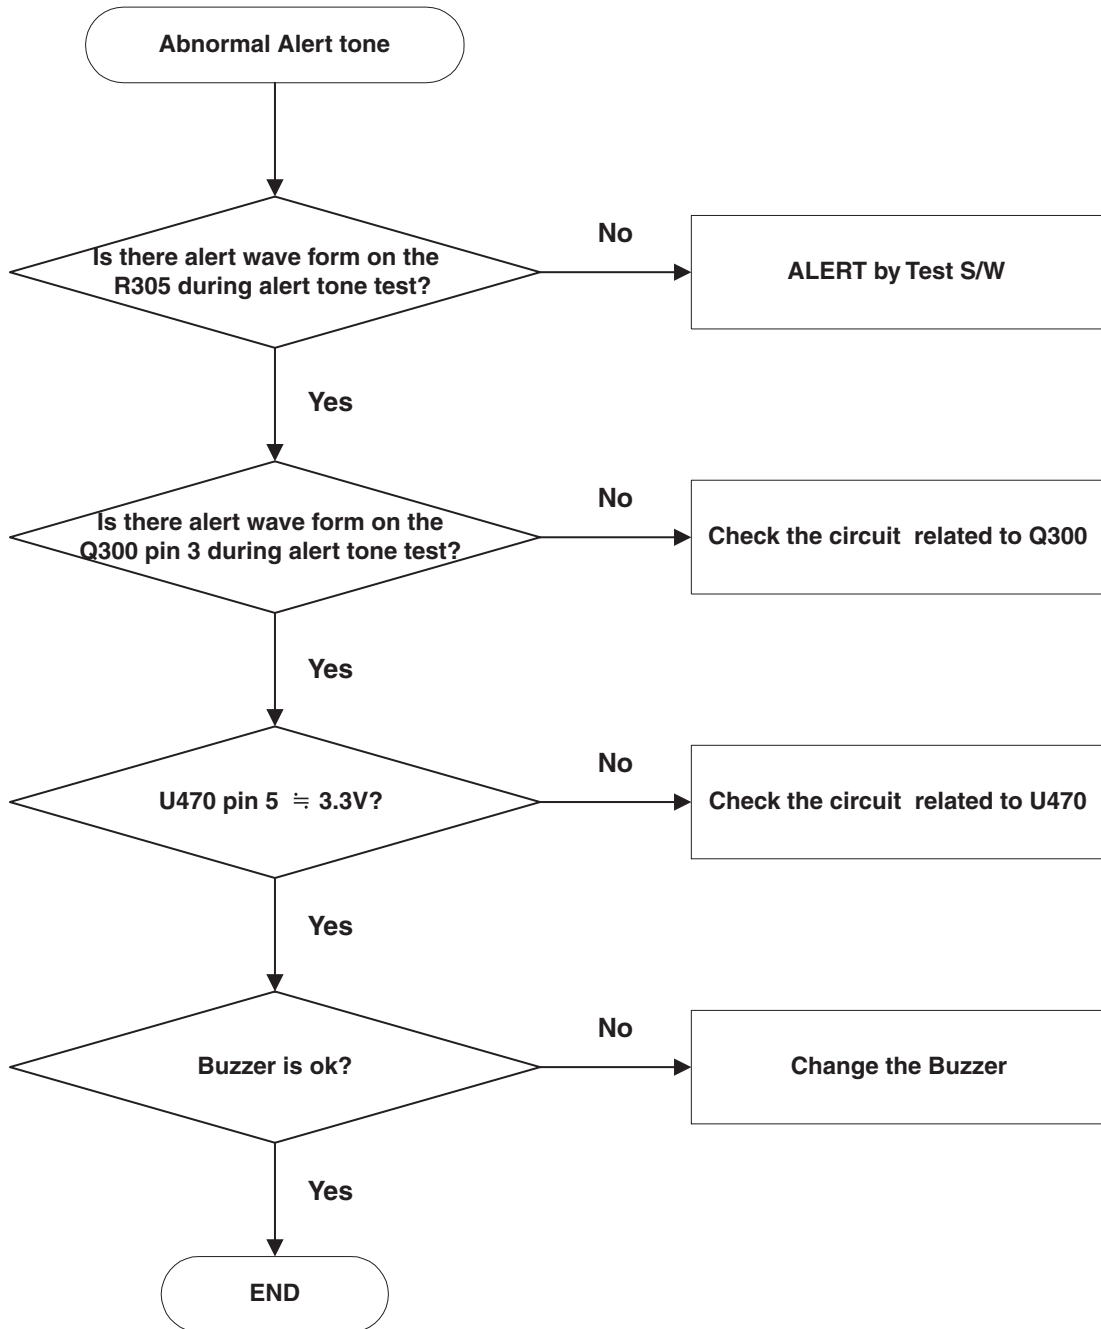 Abnormal Alert tone
Is there alert wave form on the
R305 during alert tone test?
No
ALERT by Test S/W
Yes
Is there alert wave form on the
Q300 pin 3 during alert tone test?
No
Check the circuit  related to Q300
Yes
U470 pin 5 ≒ 3.3V?
No
Check the circuit  related to U470
Yes
Buzzer is ok?
No
Change the Buzzer
Yes
END